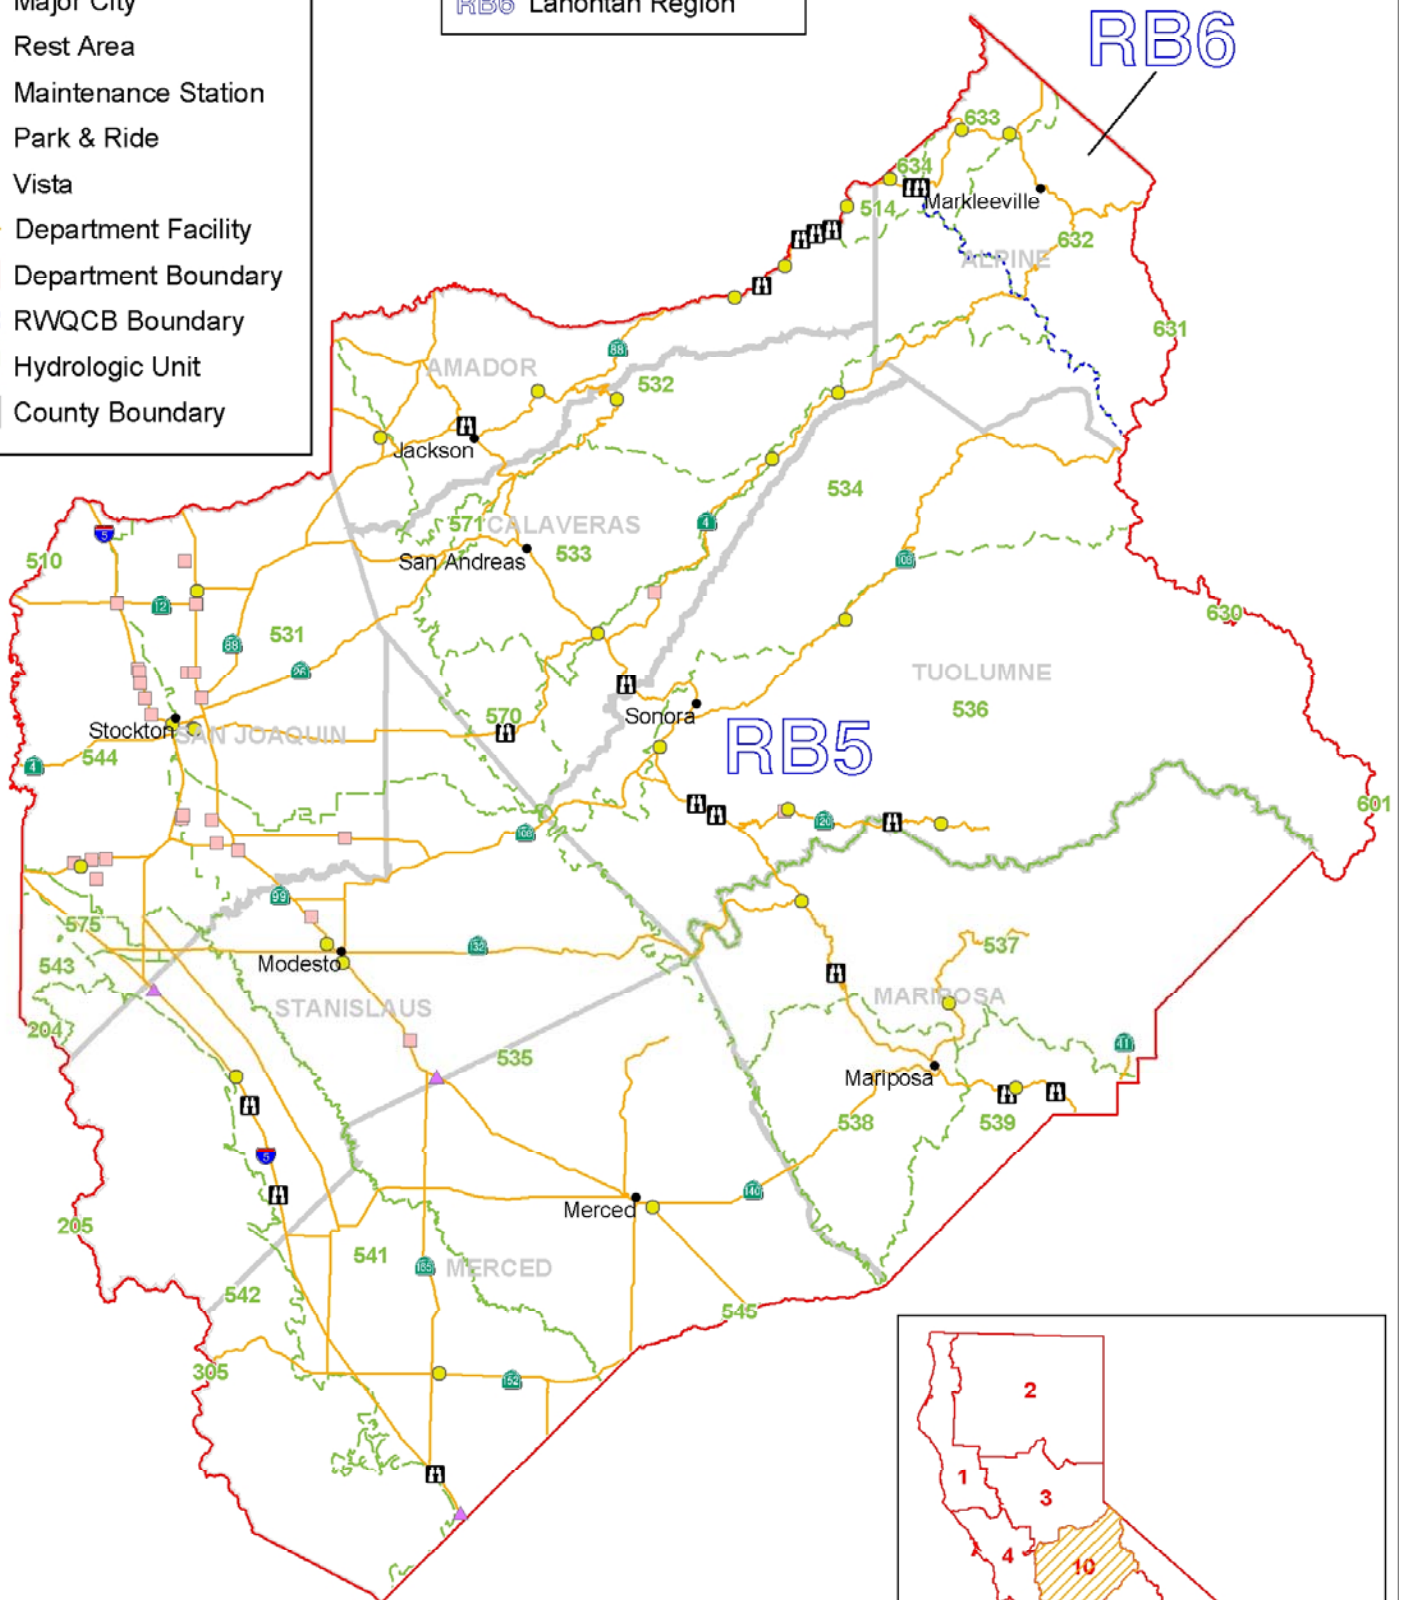 Major City
Rest Area
Maintenance Station
Park & Ride
Vista
Department Facility
Department Boundary
RWQCB Boundary
Hydrologic Unit
County Boundary
RB6 Lahontan Region
RB6
633
634
Markleeville
514
632
ALPINE
631
AMADOR
88
532
Jackson
534
571
CALAVERAS
4
5
510
San Andreas
533
108
12
630
531
88
26
TUOLUMNE
536
570
Sonora
Stockton
SAN JOAQUIN
RB5
544
4
601
120
108
99
575
537
132
543
Modesto
MARIPOSA
STANISLAUS
204
41
535
Mariposa
538
539
5
140
Merced
205
541
165
MERCED
542
545
305
152
2
1
3
4
10